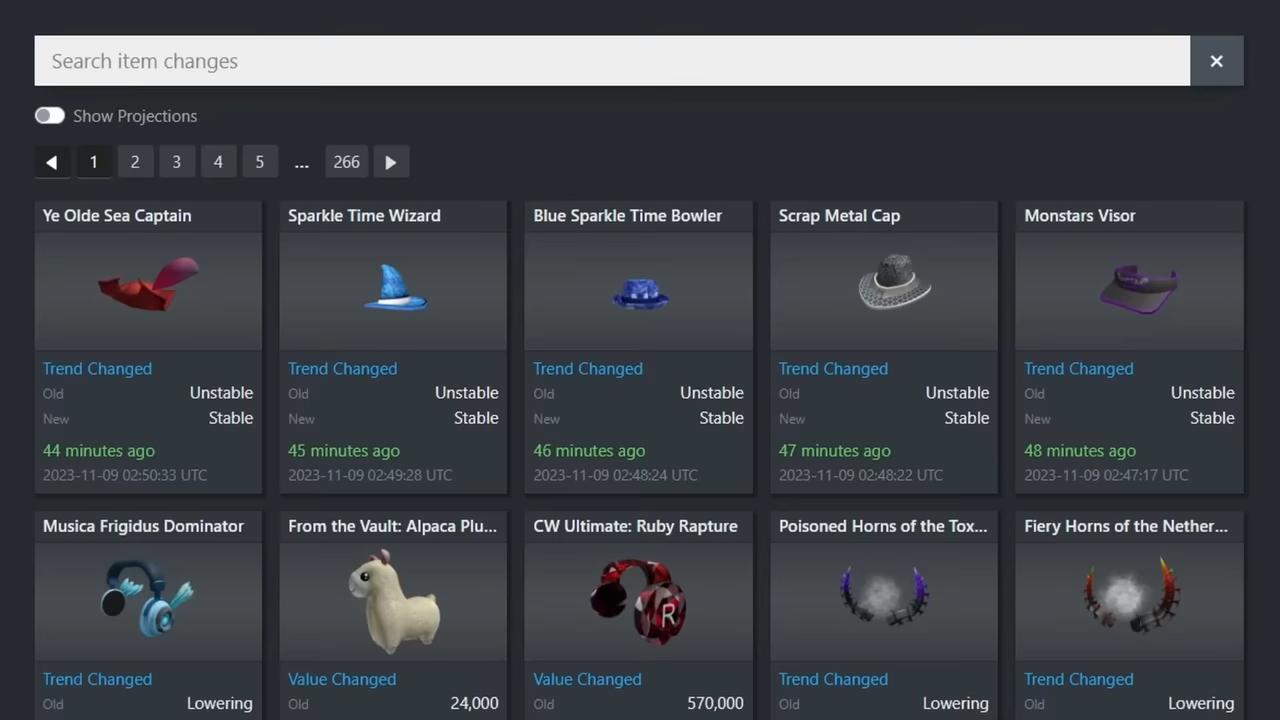 Search item changes
Show Projections
1 2 3 4 5 ... 266
Ye Olde Sea Captain
Trend Changed
Old Unstable
New Stable
44 minutes ago
2023-11-09 02:50:33 UTC
Sparkle Time Wizard
Trend Changed
Old Unstable
New Stable
45 minutes ago
2023-11-09 02:49:28 UTC
Blue Sparkle Time Bowler
Trend Changed
Old Unstable
New Stable
46 minutes ago
2023-11-09 02:48:24 UTC
Scrap Metal Cap
Trend Changed
Old Unstable
New Stable
47 minutes ago
2023-11-09 02:48:22 UTC
Monstars Visor
Trend Changed
Old Unstable
New Stable
48 minutes ago
2023-11-09 02:47:17 UTC
Musica Frigidus Dominator
Trend Changed
Old Lowering
From the Vault: Alpaca Plu...
Value Changed
Old 24,000
CW Ultimate: Ruby Rapture
R
Value Changed
Old 570,000
Poisoned Horns of the Tox...
Trend Changed
Old Lowering
Fiery Horns of the Nether...
Trend Changed
Old Lowering